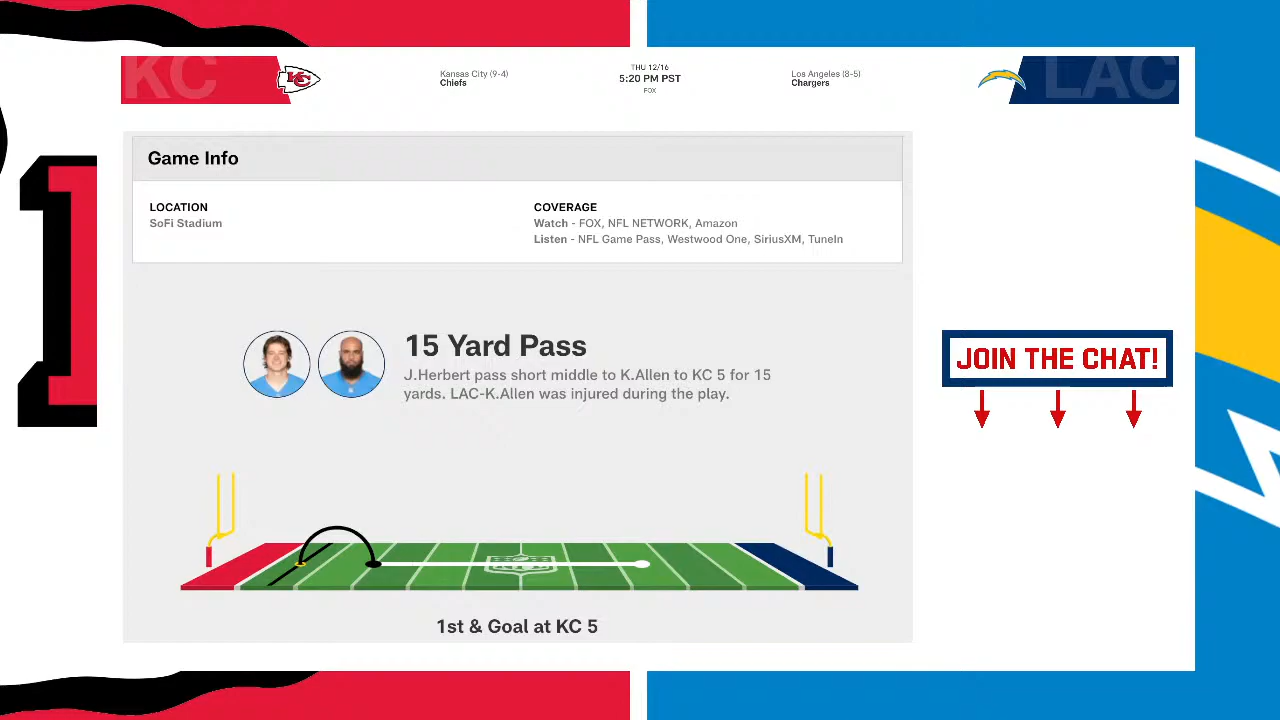 KC
KC
Kansas City (9-4)
Chiefs
THU 12/16
5:20 PM PST
FOX
Los Angeles (8-5)
Chargers
LAC
Game Info
LOCATION
SoFi Stadium
COVERAGE
Watch - FOX, NFL NETWORK, Amazon
Listen - NFL Game Pass, Westwood One, SiriusXM, TuneIn
15 Yard Pass
J.Herbert pass short middle to K.Allen to KC 5 for 15
yards. LAC-K.Allen was injured during the play.
JOIN THE CHAT!
NFL
1st & Goal at KC 5